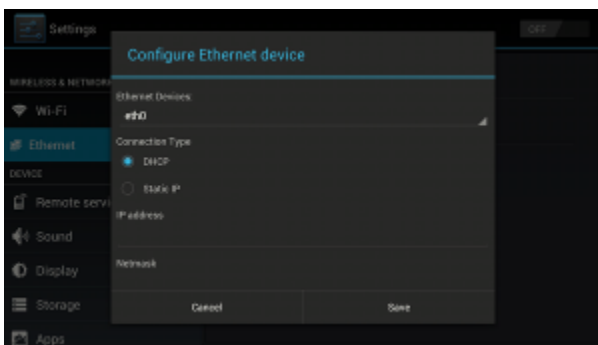 Settings
OFF
Configure Ethernet device
WIRELESS & NETWORK
Ethernet Devices:
eth0
Wi-Fi
Connection Type
Ethernet
DHCP
DEVICE
Static IP
Remote servi
IP address
Sound
Netmask
Display
Storage
Cancel
Save
Apps